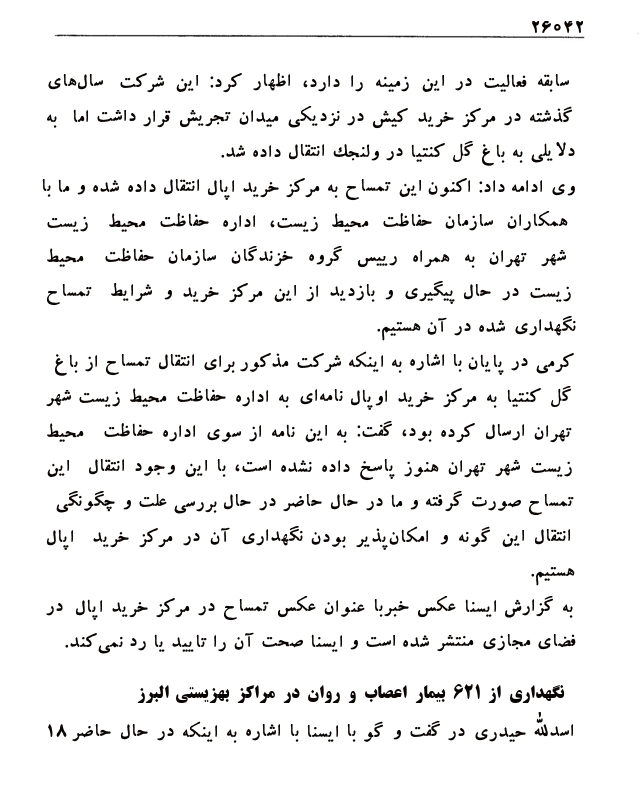 ۲۶۰۴۲
سابقه فعالیت در این زمینه را دارد، اظهار کرد: این شرکت سال‌های
گذشته در مرکز خرید کیش در نزدیکی میدان تجریش قرار داشت اما به
دلایلی به باغ گل کنتیا در ولنجك انتقال داده شد.
وی ادامه داد: اکنون این تمساح به مرکز خرید اپال انتقال داده شده و ما با
همکاران سازمان حفاظت محیط زیست، اداره حفاظت محیط زیست
شهر تهران به همراه رییس گروه خزندگان سازمان حفاظت محیط
زیست در حال پیگیری و بازدید از این مرکز خرید و شرایط تمساح
نگهداری شده در آن هستیم.
کرمی در پایان با اشاره به اینکه شرکت مذکور برای انتقال تمساح از باغ
گل کنتیا به مرکز خرید اوپال نامه‌ای به اداره حفاظت محیط زیست شهر
تهران ارسال کرده بود، گفت: به این نامه از سوی اداره حفاظت محیط
زیست شهر تهران هنوز پاسخ داده نشده است، با این وجود انتقال این
تمساح صورت گرفته و ما در حال حاضر در حال بررسی علت و چگونگی
انتقال این گونه و امکان‌پذیر بودن نگهداری آن در مرکز خرید اپال
هستیم.
به گزارش ایسنا عکس خبربا عنوان عکس تمساح در مرکز خرید اپال در
فضای مجازی منتشر شده است و ایسنا صحت آن را تایید یا رد نمی‌کند.
نگهداری از ۶۲۱ بیمار اعصاب و روان در مراکز بهزیستی البرز
اسدلله حیدری در گفت و گو با ایسنا با اشاره به اینکه در حال حاضر ۱۸